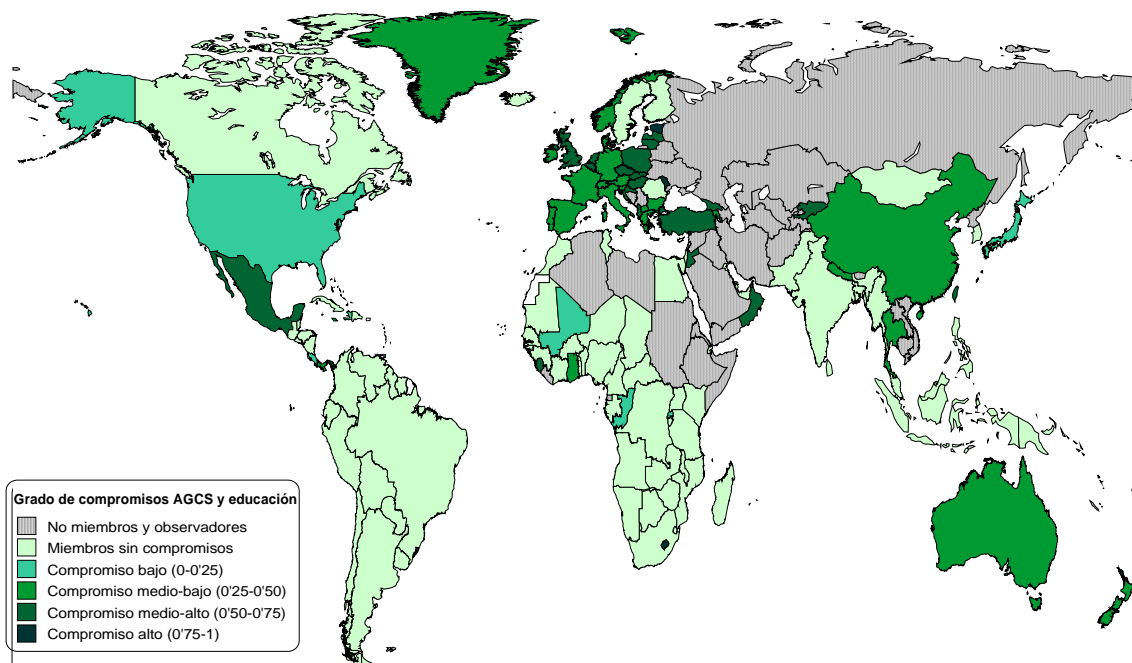 Grado de compromisos AGCS y educación
No miembros y observadores
Miembros sin compromisos
Compromiso bajo (0-0'25)
Compromiso medio-bajo (0'25-0'50)
Compromiso medio-alto (0'50-0'75)
Compromiso alto (0'75-1)